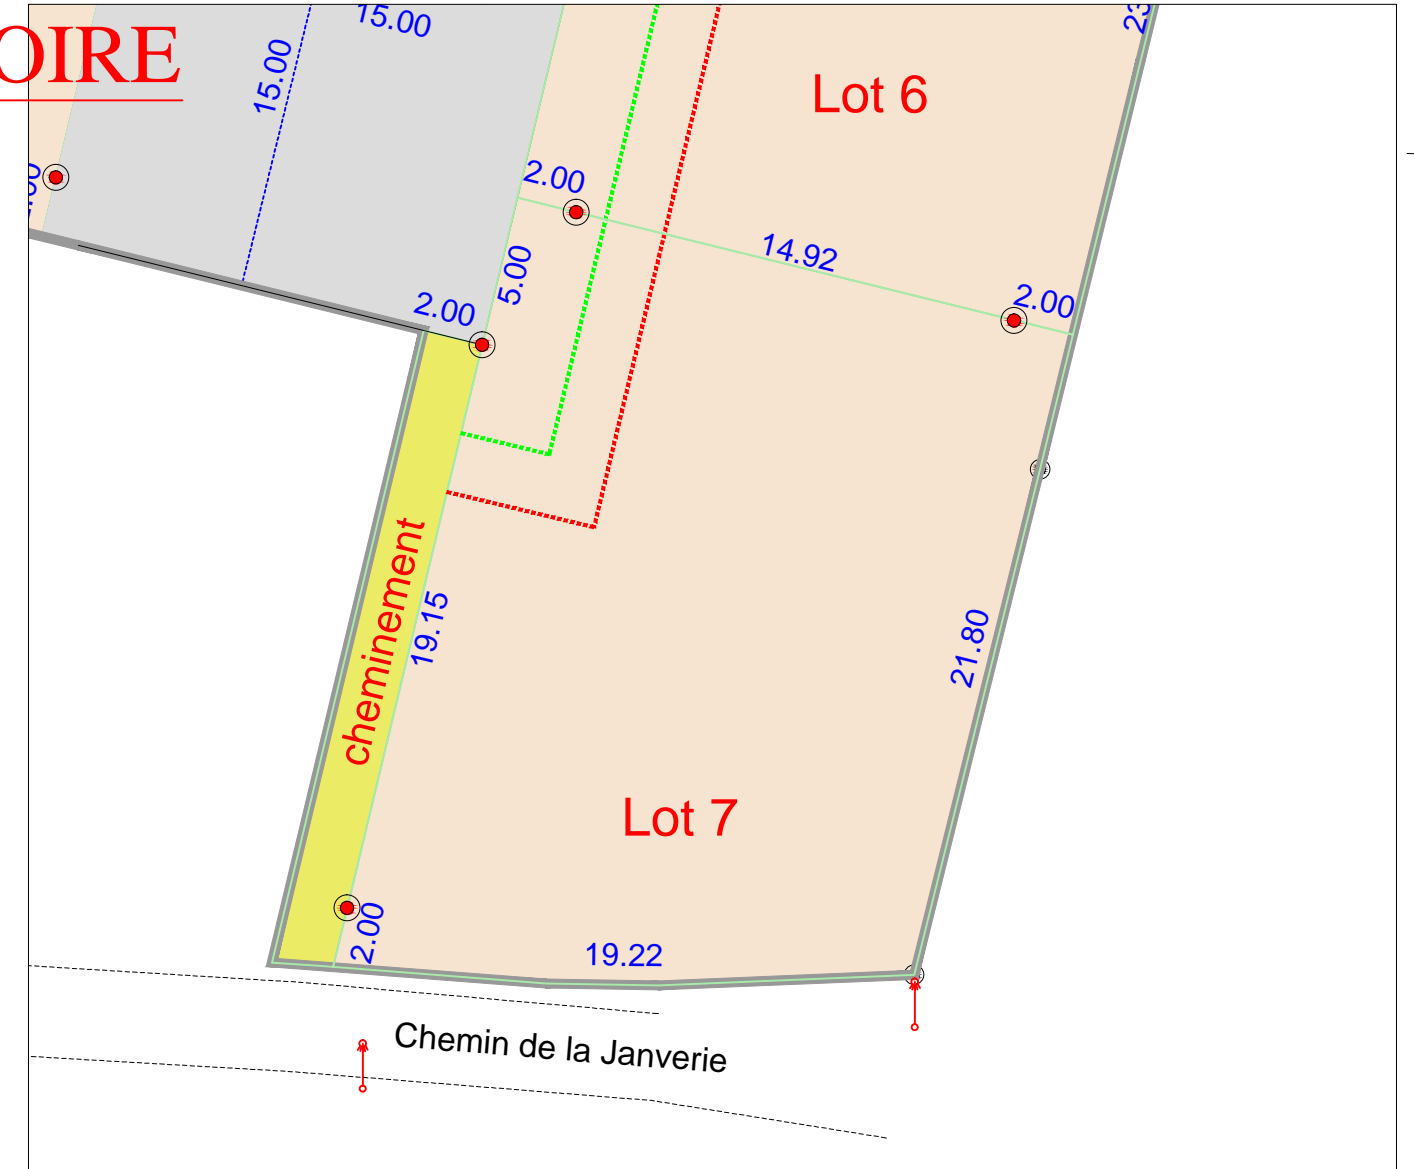 15.00
OIRE
15.00
Lot 6
2.00
5.00
14.92
2.00
2.00
cheminement
19.15
21.80
Lot 7
2.00
19.22
Chemin de la Janverie